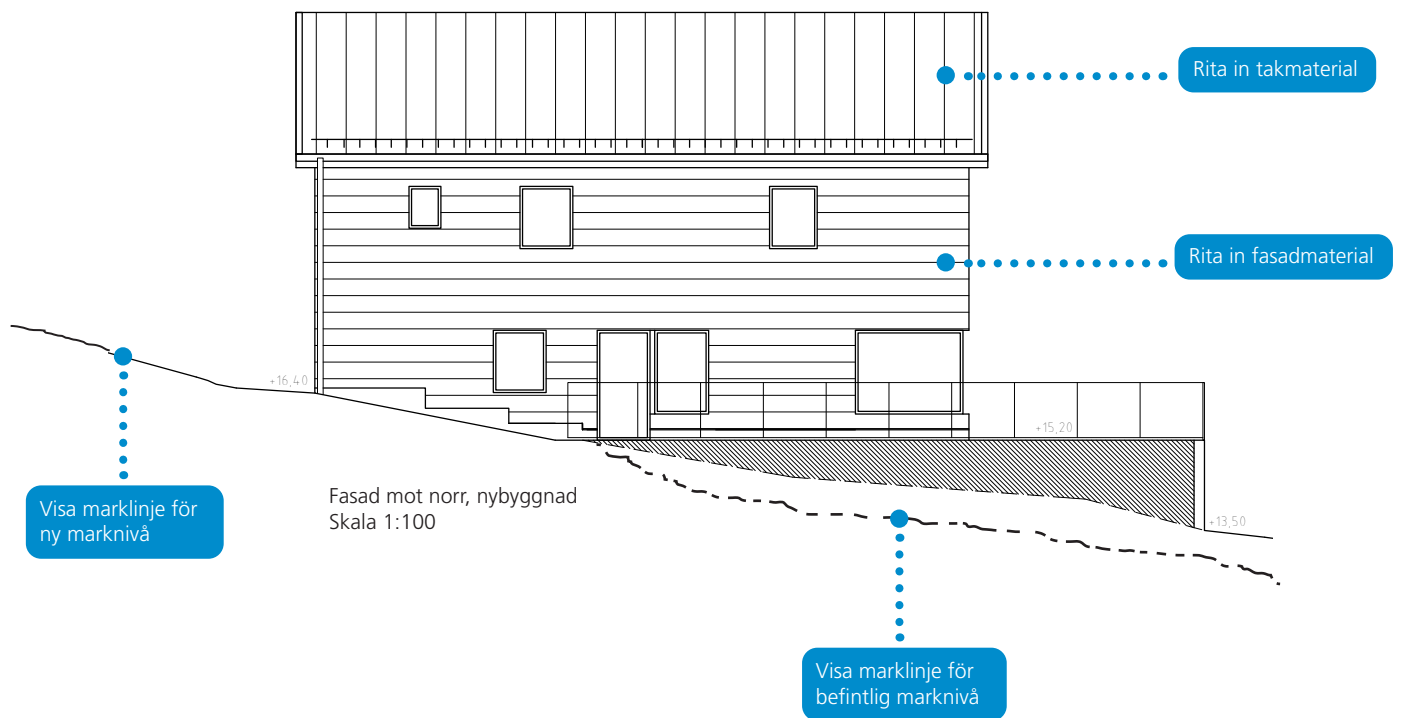 Rita in takmaterial
Rita in fasadmaterial
+16,40
+15,20
Visa marklinje för
ny marknivå
Fasad mot norr, nybyggnad
Skala 1:100
+13,50
Visa marklinje för
befintlig marknivå